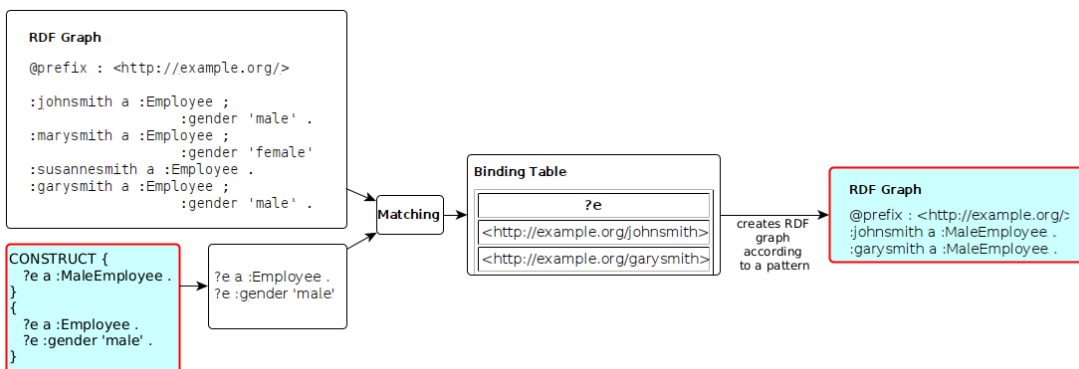 RDF Graph
@prefix : <http://example.org/>
:johnsmith a :Employee ;
:gender 'male' .
:marysmith a :Employee ;
:gender 'female'
:susannesmith a :Employee .
:garysmith a :Employee ;
:gender 'male' .
CONSTRUCT {
?e a :MaleEmployee .
}
{
?e a :Employee .
?e :gender 'male' .
}
?e a :Employee .
?e :gender 'male'
Matching
Binding Table
?e
<http://example.org/johnsmith>
<http://example.org/garysmith>
creates RDF
graph
according
to a pattern
RDF Graph
@prefix : <http://example.org/>
:johnsmith a :MaleEmployee .
:garysmith a :MaleEmployee .